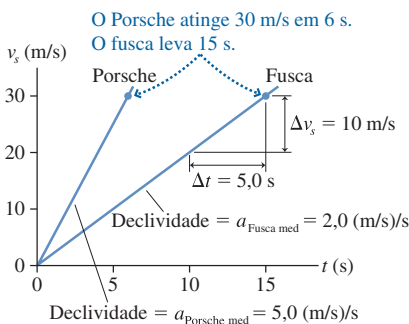 O Porsche atinge 30 m/s em 6 s.
O fusca leva 15 s.
v_s (m/s)
Porsche
Fusca
30
Δv_s = 10 m/s
20
Δt = 5,0 s
10
Declividade = a_Fusca med = 2,0 (m/s)/s
0
t (s)
0
5
10
15
Declividade = a_Porsche med = 5,0 (m/s)/s